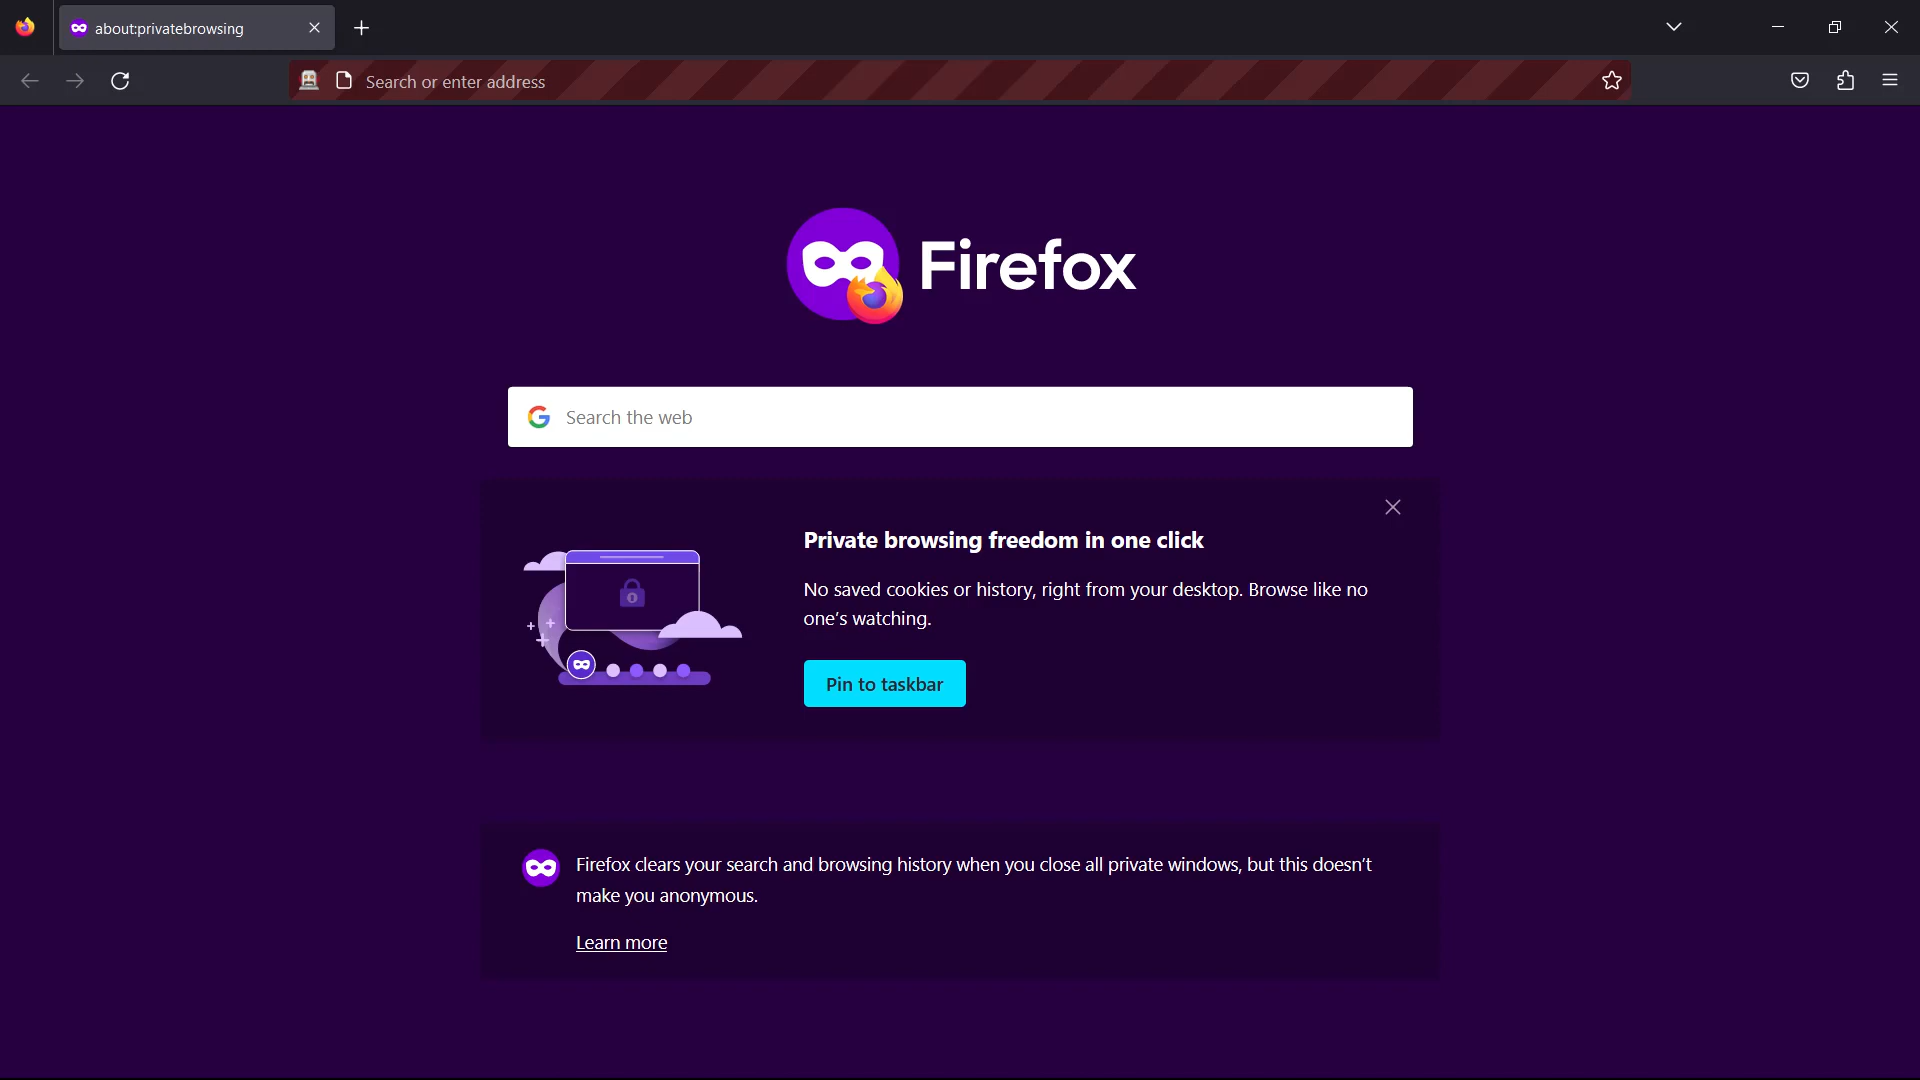 about:privatebrowsing
Search or enter address
Firefox
Search the web
Private browsing freedom in one click
No saved cookies or history, right from your desktop. Browse like no
one’s watching.
Pin to taskbar
Firefox clears your search and browsing history when you close all private windows, but this doesn’t
make you anonymous.
Learn more